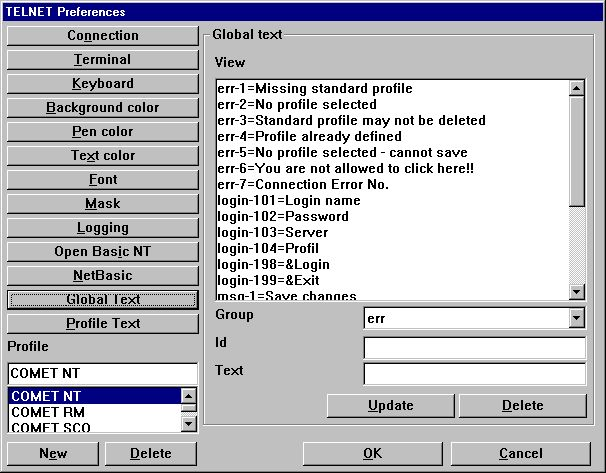 TELNET Preferences
Connection
Terminal
Keyboard
Background color
Pen color
Text color
Font
Mask
Logging
Open Basic NT
NetBasic
Global Text
Profile Text
Profile
COMET NT
COMET NT
COMET RM
COMET SCO
New
Delete
Global text
View
err-1=Missing standard profile
err-2=No profile selected
err-3=Standard profile may not be deleted
err-4=Profile already defined
err-5=No profile selected - cannot save
err-6=You are not allowed to click here!!
err-7=Connection Error No.
login-101=Login name
login-102=Password
login-103=Server
login-104=Profil
login-198=&Login
login-199=&Exit
msg-1=Save changes
Group
err
Id
Text
Update
Delete
OK
Cancel